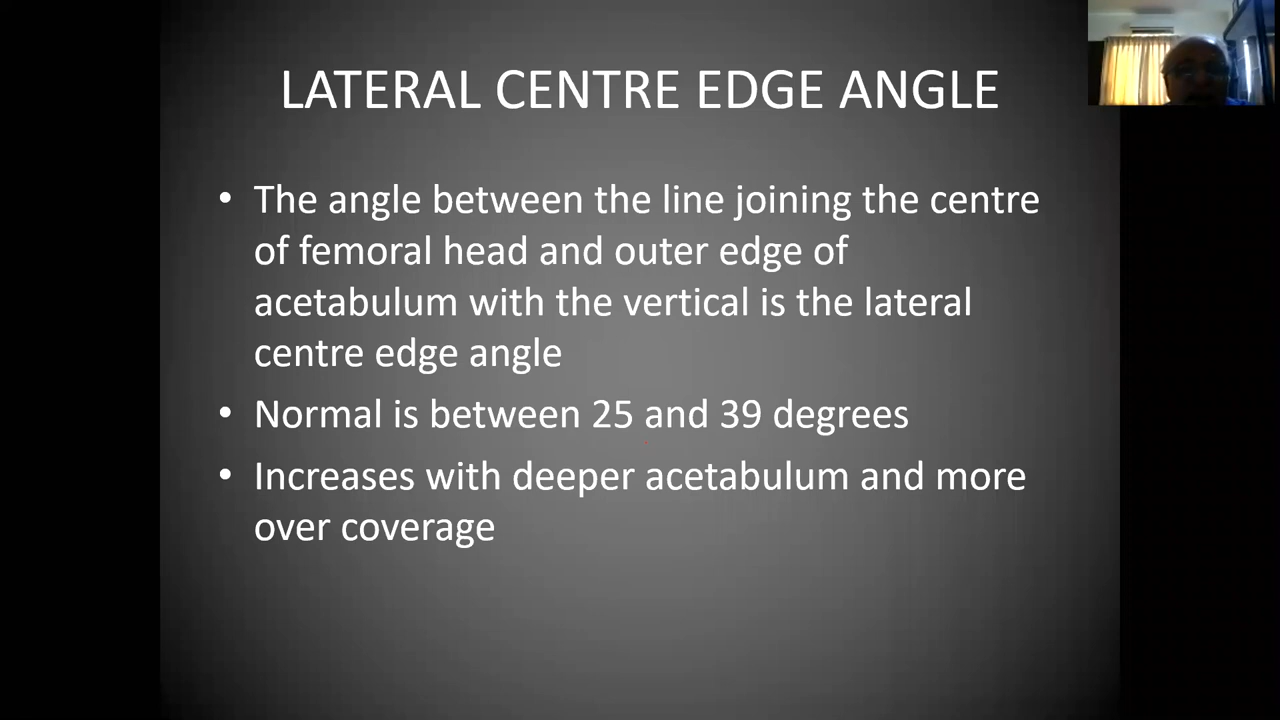 LATERAL CENTRE EDGE ANGLE
• The angle between the line joining the centre
of femoral head and outer edge of
acetabulum with the vertical is the lateral
centre edge angle
• Normal is between 25 and 39 degrees
• Increases with deeper acetabulum and more
over coverage